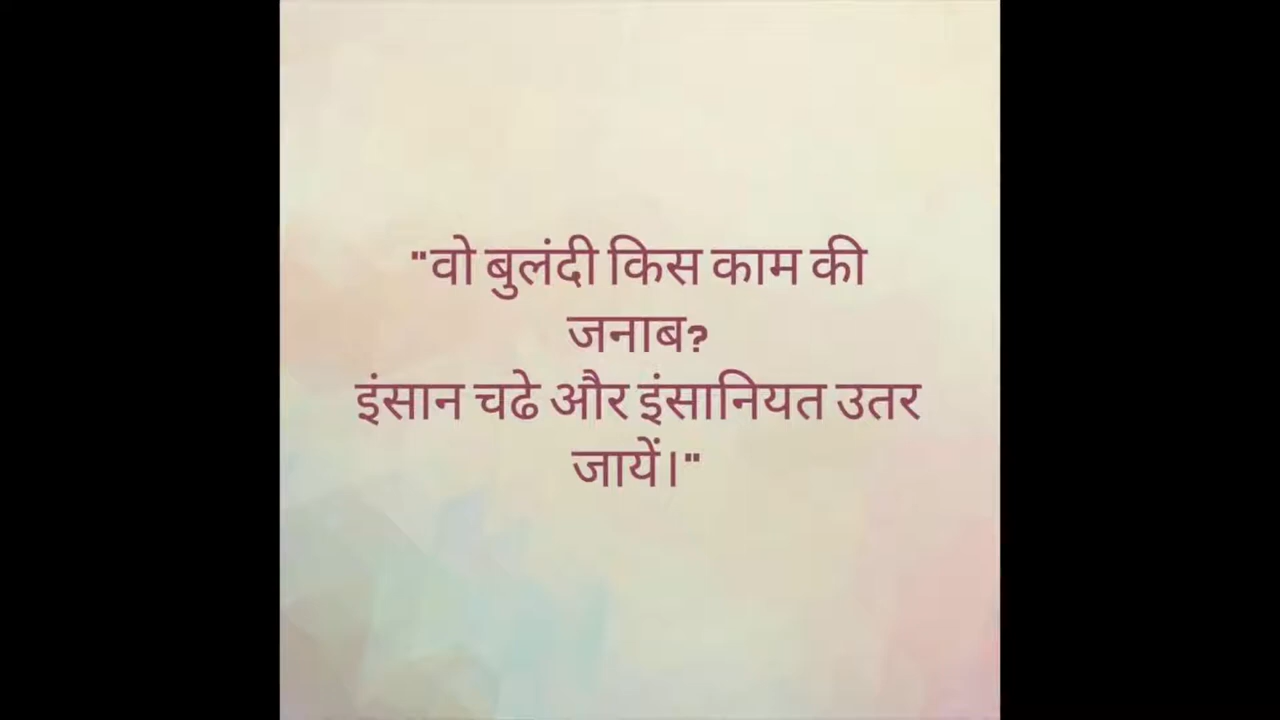 "वो बुलंदी किस काम की
जनाब?
इंसान चढे और इंसानियत उतर
जायें।"